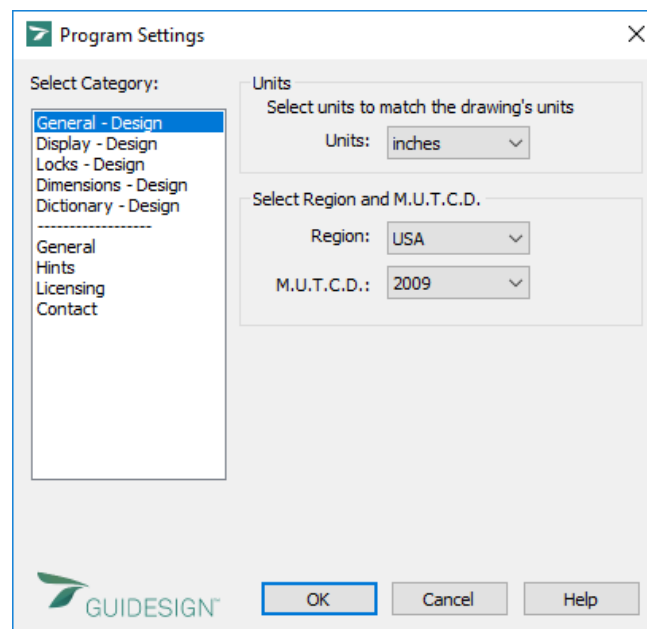 Program Settings
Select Category:
General - Design
Display - Design
Locks - Design
Dimensions - Design
Dictionary - Design
------------------
General
Hints
Licensing
Contact
Units
Select units to match the drawing's units
Units: inches
Select Region and M.U.T.C.D.
Region: USA
M.U.T.C.D.: 2009
GUIDESIGN™
OK Cancel Help